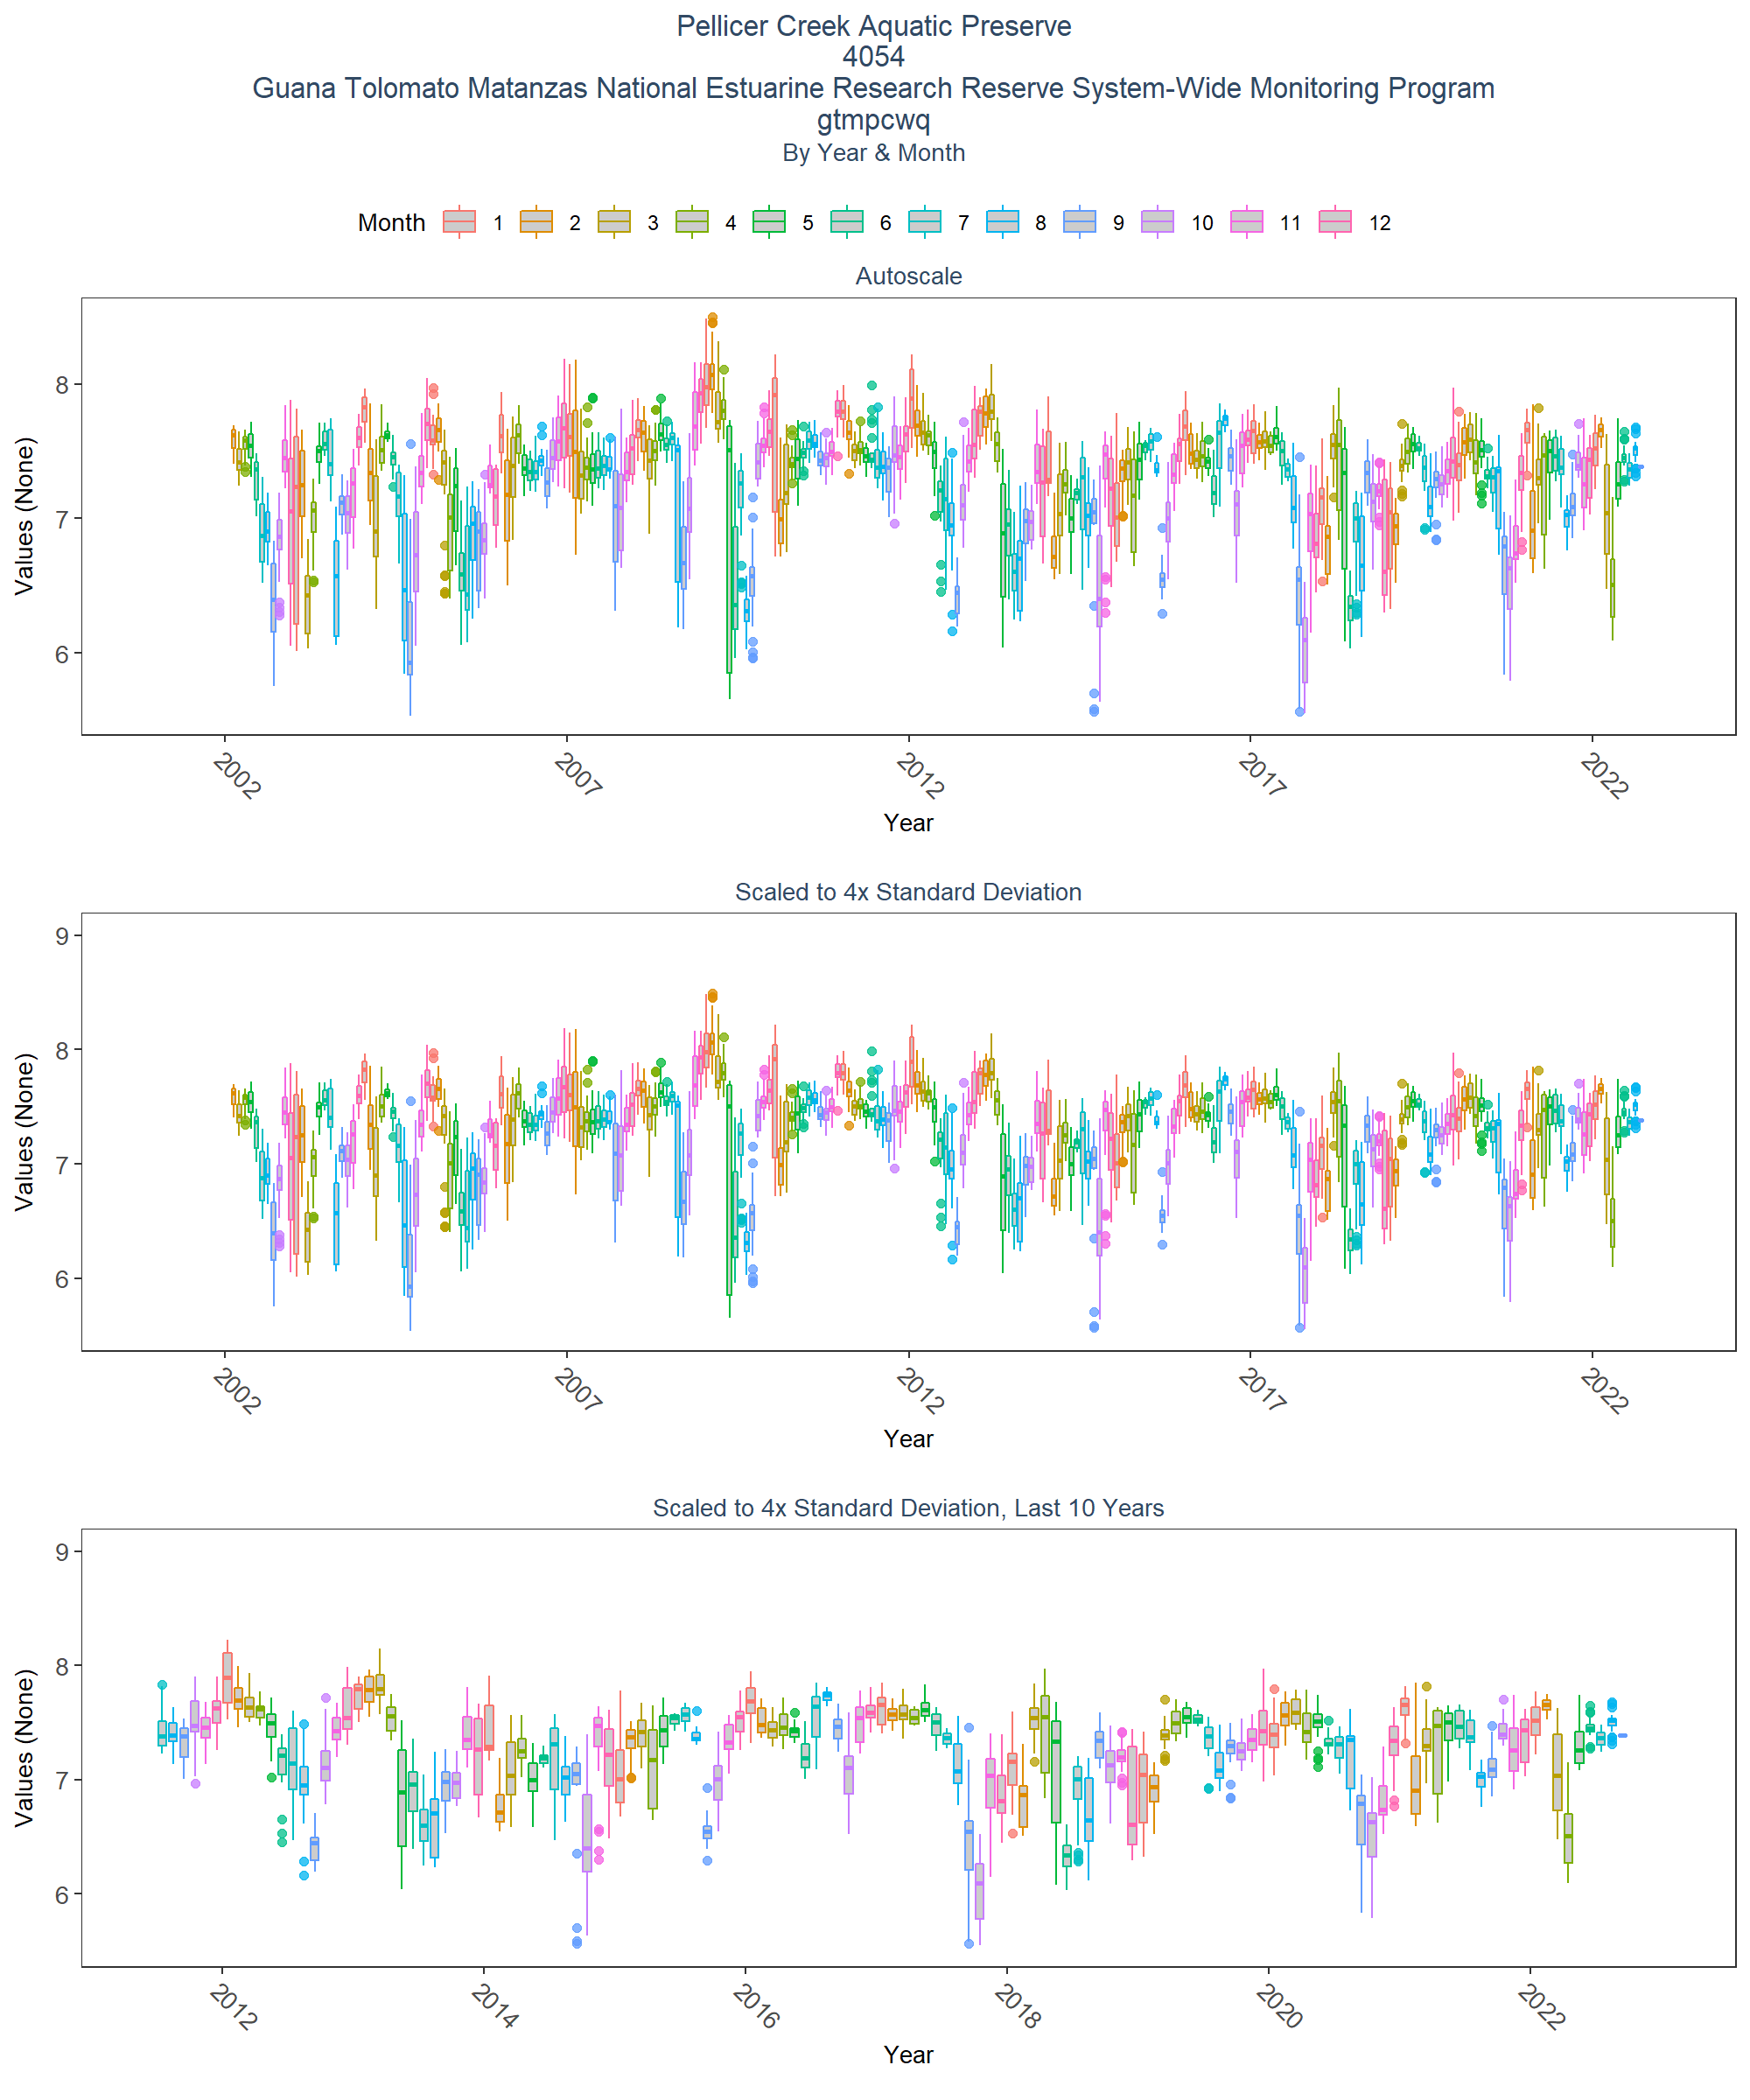 Pellicer Creek Aquatic Preserve
4054
Guana Tolomato Matanzas National Estuarine Research Reserve System-Wide Monitoring Program
gtmpcwq
By Year & Month
Month 1 2 3 4 5 6 7 8 9 10 11 12
Autoscale
Values (None)
8
7
6
2002 2007 2012 2017 2022
Year
Scaled to 4x Standard Deviation
Values (None)
9
8
7
6
2002 2007 2012 2017 2022
Year
Scaled to 4x Standard Deviation, Last 10 Years
Values (None)
9
8
7
6
2012 2014 2016 2018 2020 2022
Year